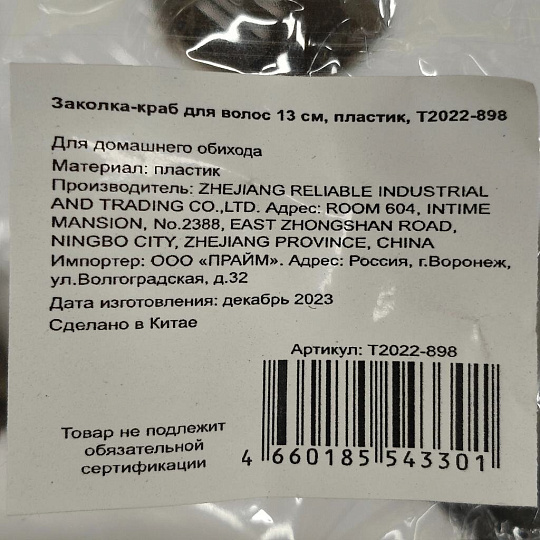 Заколка-краб для волос 13 см, пластик, Т2022-898
Для домашнего обихода
Материал: пластик
Производитель: ZHEJIANG RELIABLE INDUSTRIAL
AND TRADING CO.,LTD. Адрес: ROOM 604, INTIME
MANSION, No.2388, EAST ZHONGSHAN ROAD,
NINGBO CITY, ZHEJIANG PROVINCE, CHINA
Импортер: ООО «ПРАЙМ». Адрес: Россия, г.Воронеж,
ул.Волгоградская, д.32
Дата изготовления: декабрь 2023
Сделано в Китае
Артикул: Т2022-898
Товар не подлежит
обязательной
сертификации
4 660185 543301